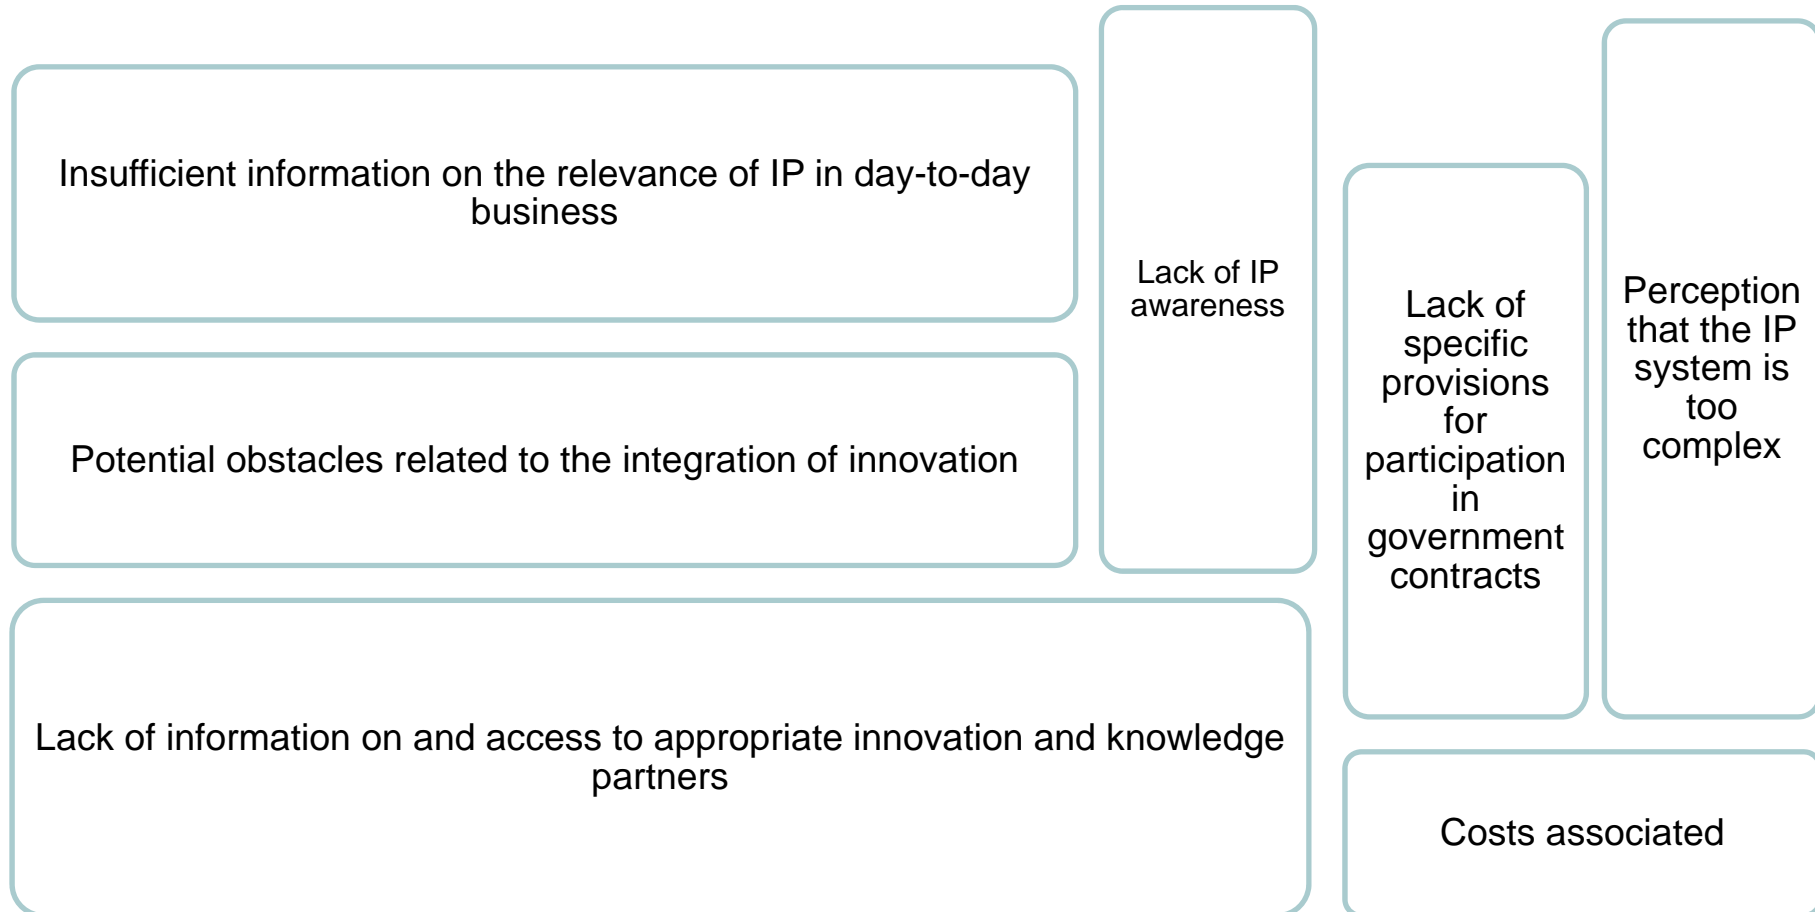 Insufficient information on the relevance of IP in day-to-day
business
Potential obstacles related to the integration of innovation
Lack of information on and access to appropriate innovation and knowledge
partners
Lack of IP
awareness
Lack of
specific
provisions
for
participation
in
government
contracts
Perception
that the IP
system is
too
complex
Costs associated